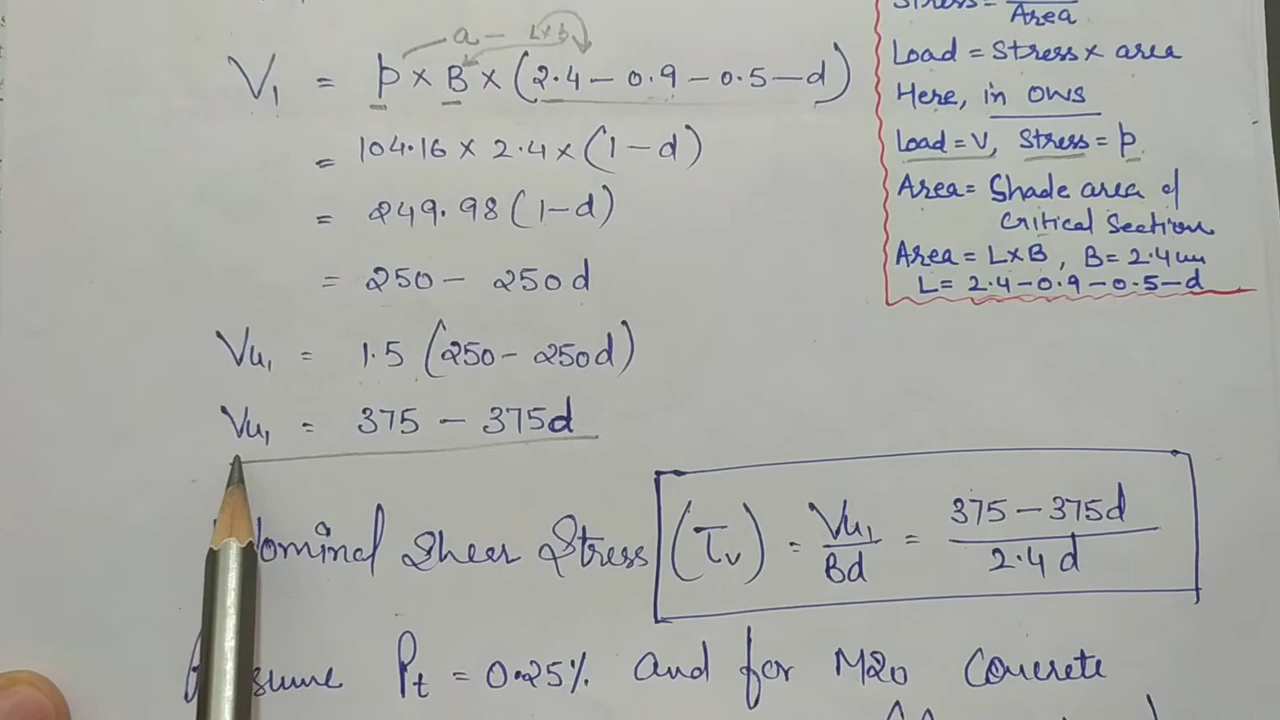 a - L×B
V₁ = p × B × (2.4 - 0.9 - 0.5 - d)
= 104.16 × 2.4 × (1 - d)
= 249.98 (1 - d)
= 250 - 250d
Vu₁ = 1.5 (250 - 250d)
Vu₁ = 375 - 375d
Stress =
Area
Load = Stress × area
Here, in OWS
Load = V, Stress = p
Area = Shade area of
Critical Section
Area = L×B, B = 2.4m
L = 2.4 - 0.9 - 0.5 - d
Nominal Shear Stress (τv) = Vu₁/Bd = 375 - 375d/2.4 d
Assume Pt = 0.25% and for M20 Concrete